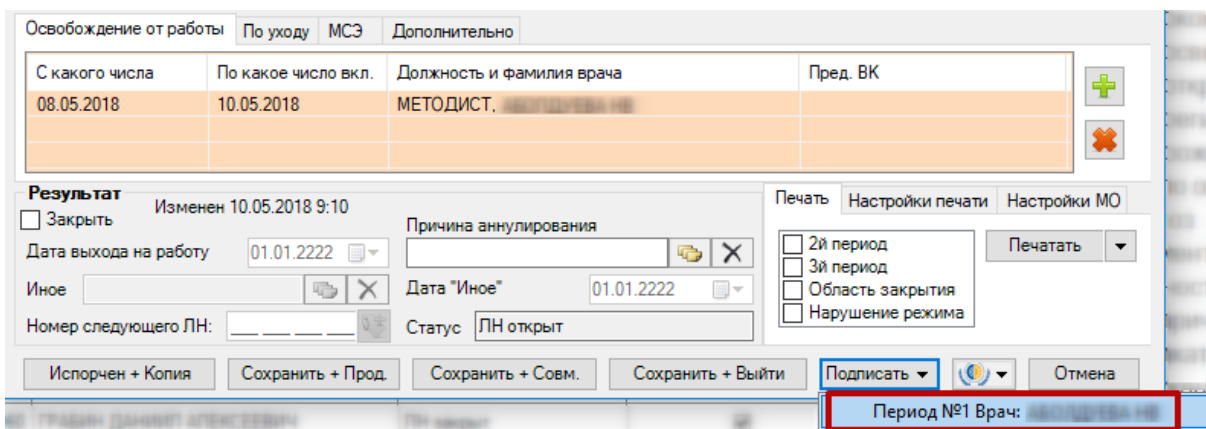 Освобождение от работы По уходу МСЭ Дополнительно
С какого числа По какое число вкл. Должность и фамилия врача Пред. ВК
08.05.2018 10.05.2018 МЕТОДИСТ,
Результат
Изменен 10.05.2018 9:10
Закрыть
Причина аннулирования
Дата выхода на работу 01.01.2222
Иное Дата "Иное" 01.01.2222
Номер следующего ЛН: ___ ___ ___ ___ Статус ЛН открыт
Печать Настройки печати Настройки МО
2й период
3й период
Область закрытия
Нарушение режима
Печатать
Испорчен + Копия Сохранить + Прод. Сохранить + Совм. Сохранить + Выйти Подписать Отмена
Период №1 Врач: